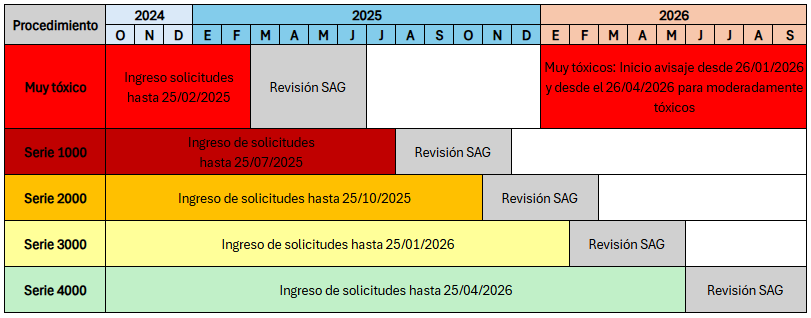 Procedimiento
2024 2025 2026
O N D E F M A M J J A S O N D E F M A M J J A S
Muy tóxico
Ingreso solicitudes
hasta 25/02/2025
Revisión SAG
Muy tóxicos: Inicio avisaje desde 26/01/2026
y desde el 26/04/2026 para moderadamente
tóxicos
Serie 1000
Ingreso de solicitudes
hasta 25/07/2025
Revisión SAG
Serie 2000
Ingreso de solicitudes hasta 25/10/2025
Revisión SAG
Serie 3000
Ingreso de solicitudes hasta 25/01/2026
Revisión SAG
Serie 4000
Ingreso de solicitudes hasta 25/04/2026
Revisión SAG